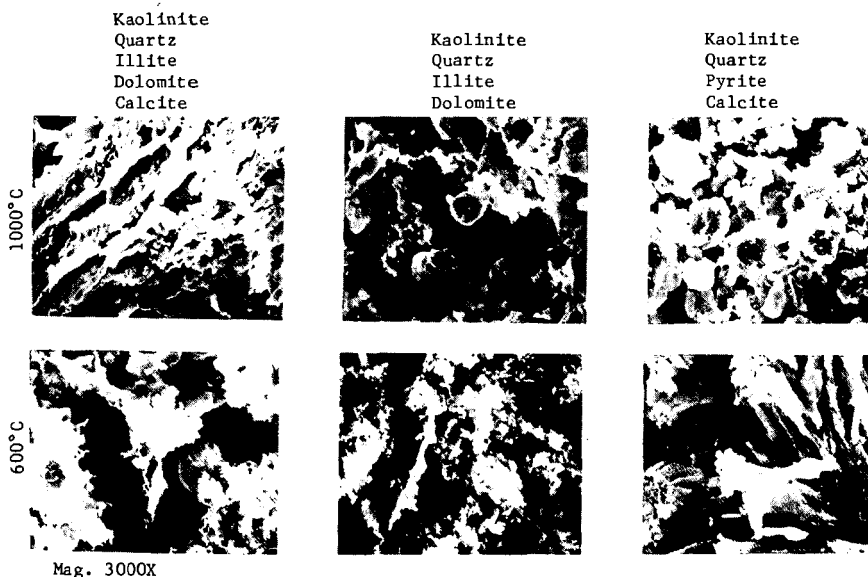 Kaolinite
Quartz
Illite
Dolomite
Calcite
Kaolinite
Quartz
Illite
Dolomite
Kaolinite
Quartz
Pyrite
Calcite
1000°C
600°C
Mag. 3000X